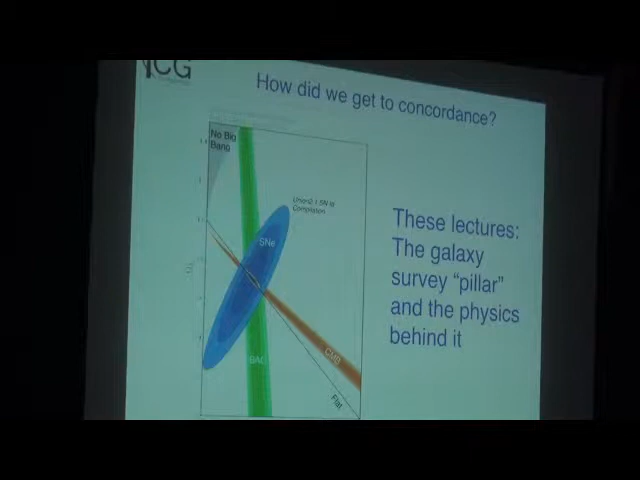 ICG
How did we get to concordance?
No Big
Bang
Union2.1 SN Ia
Compilation
SNe
These lectures:
The galaxy
survey “pillar”
and the physics
behind it
CMB
BAO
Flat